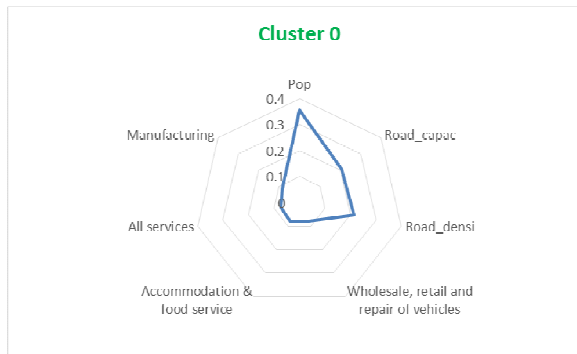 Cluster 0
Pop
0.4
0.3
0.2
0.1
0
Manufacturing
Road_capac
All services
Road_densi
Accommodation &
food service
Wholesale, retail and
repair of vehicles